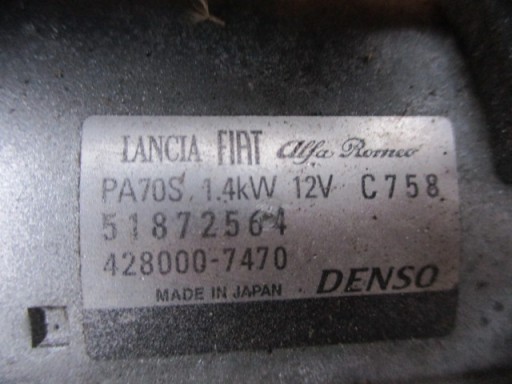 LANCIA FIAT Alfa Romeo
PA70S 1.4kW 12V C758
51872564
428000-7470
MADE IN JAPAN DENSO